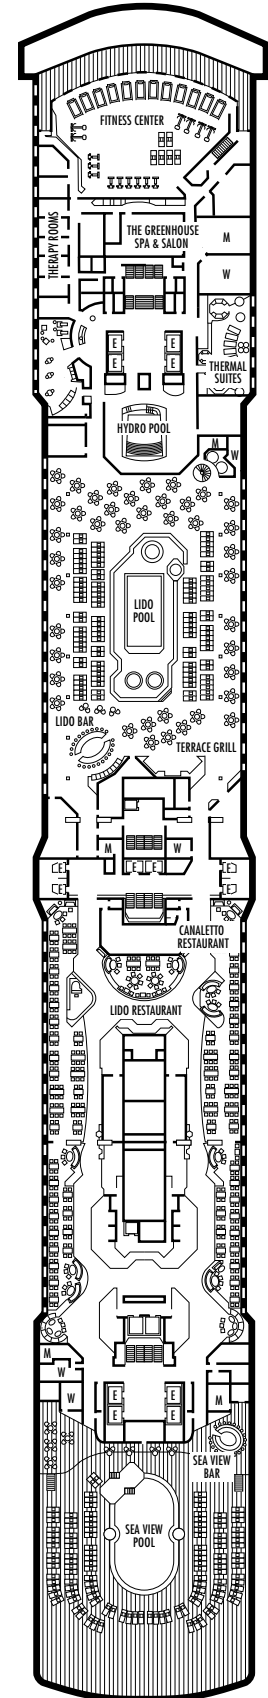 FITNESS CENTER
THERAPY ROOMS
THE GREENHOUSE
SPA & SALON
M
W
E
E
E
E
THERMAL
SUITES
HYDRO POOL
M
W
LIDO
POOL
LIDO BAR
TERRACE GRILL
M
W
E
E
E
E
E
E
CANALETTO
RESTAURANT
LIDO RESTAURANT
M
W
W
E
E
E
E
M
SEA VIEW
BAR
SEA VIEW
POOL